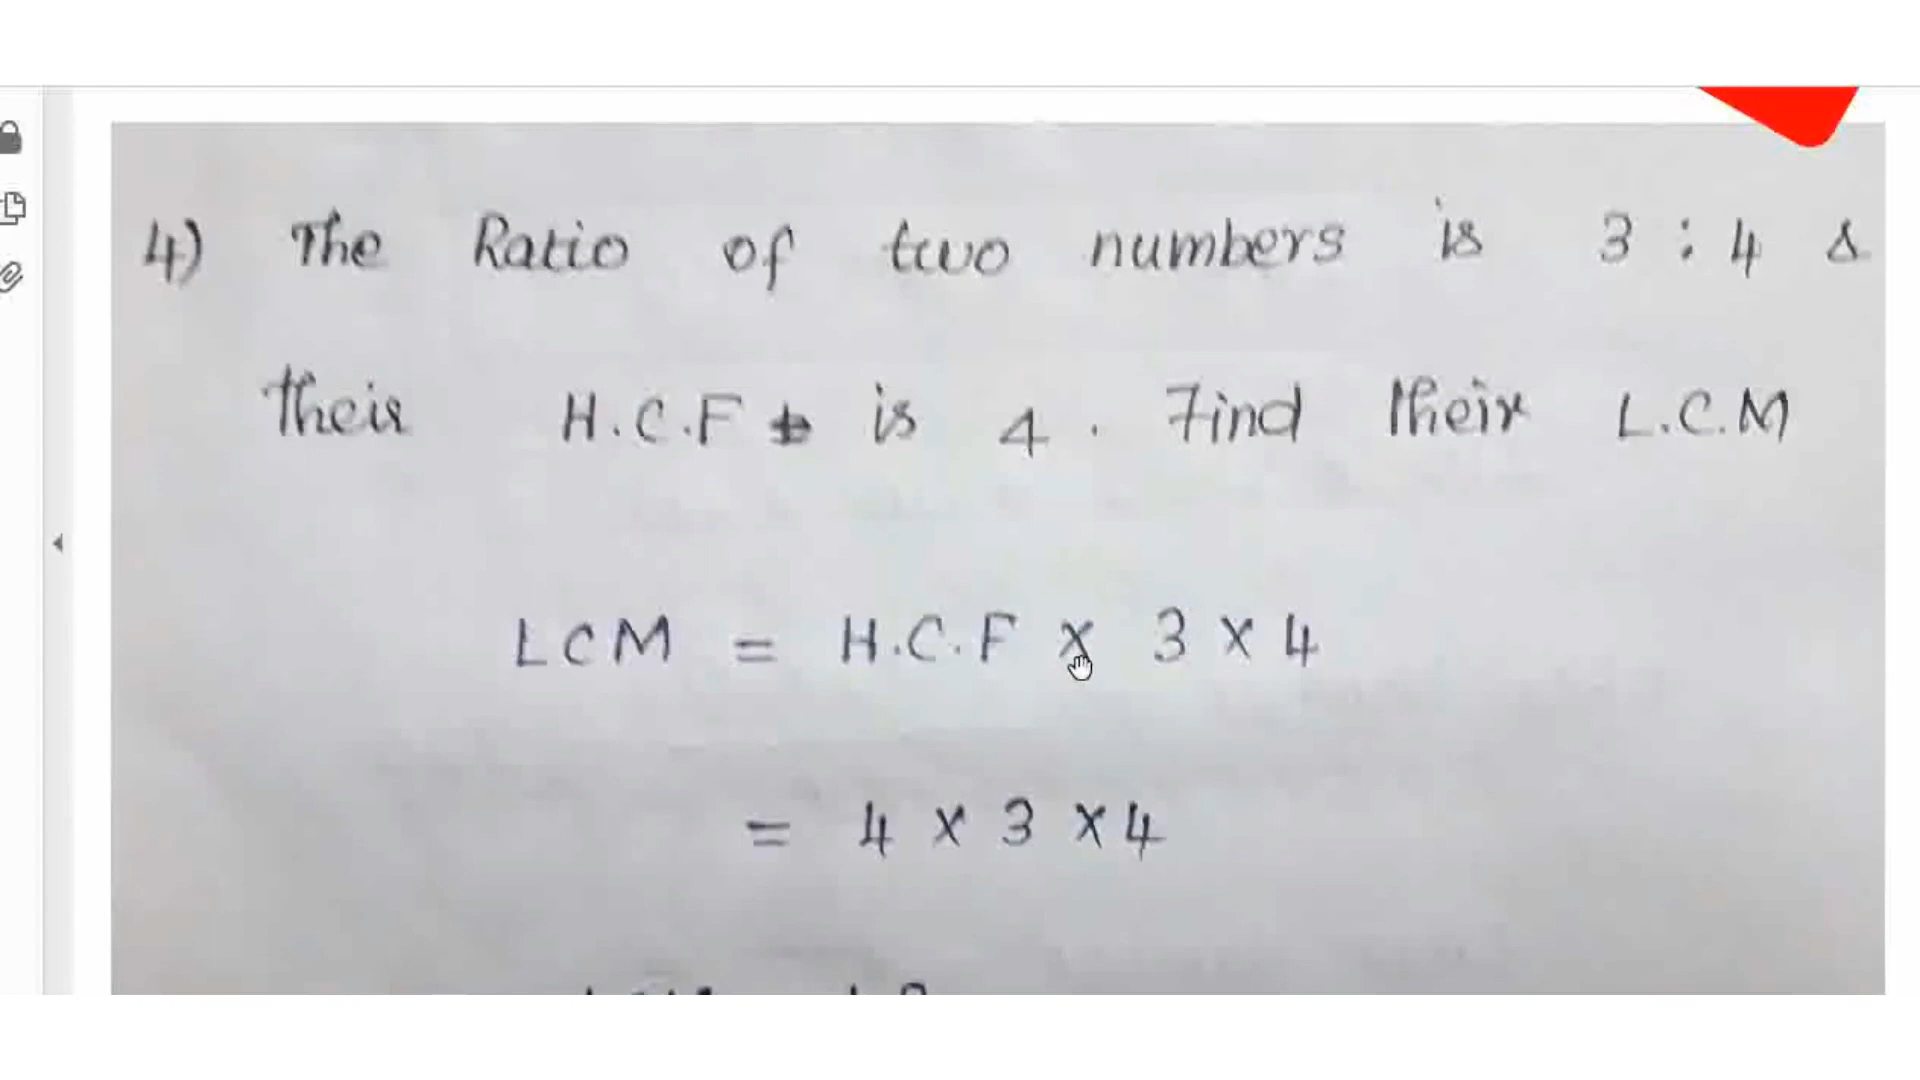 4) The Ratio of two numbers is 3 : 4 &
their H.C.F is 4 . Find their L.C.M
LCM = H.C.F x 3 x 4
= 4 x 3 x 4